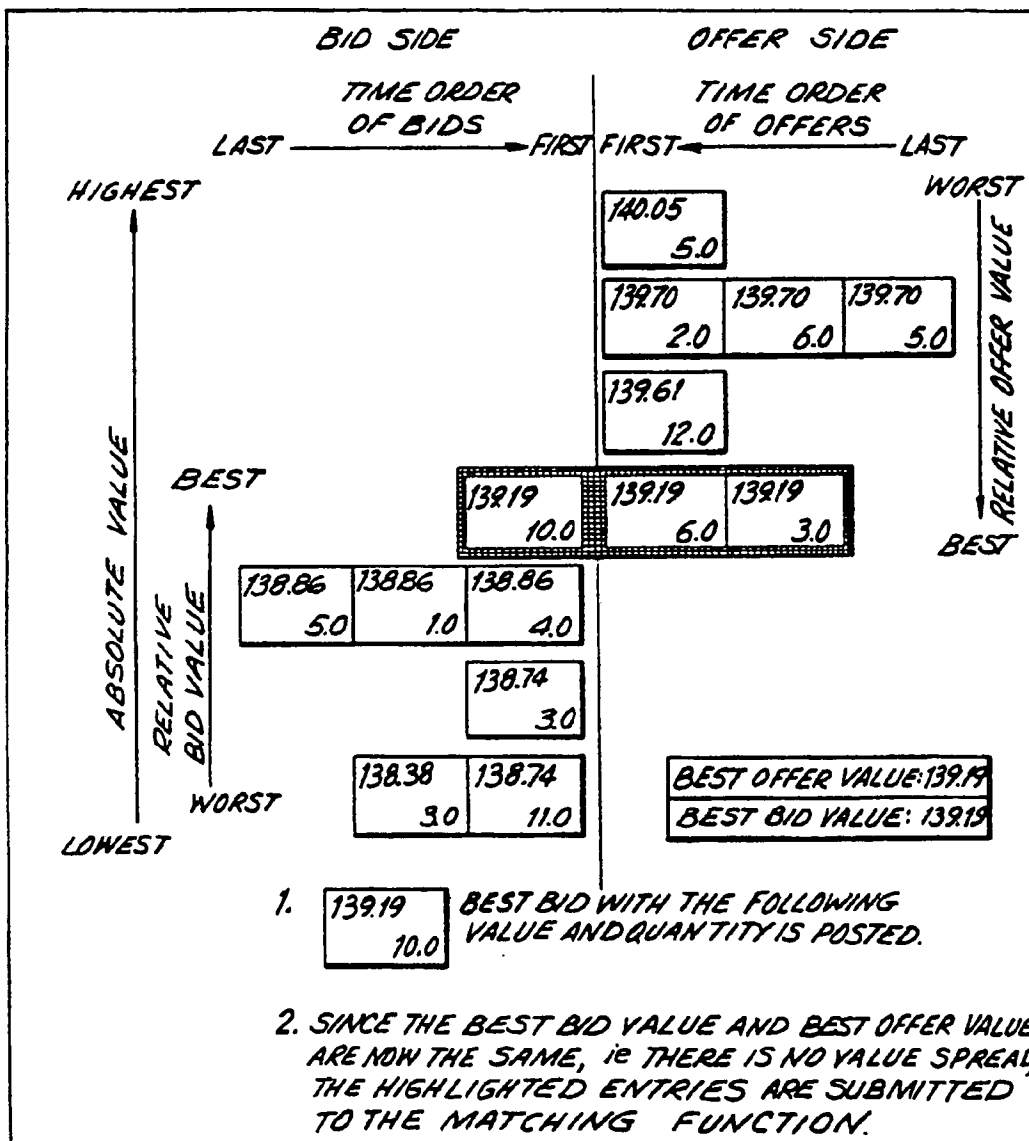 BID SIDE
OFFER SIDE
TIME ORDER
OF BIDS
TIME ORDER
OF OFFERS
LAST
FIRST
FIRST
LAST
HIGHEST
WORST
140.05
5.0
139.70
2.0
139.70
6.0
139.70
5.0
139.61
12.0
RELATIVE OFFER VALUE
ABSOLUTE VALUE
BEST
139.19
10.0
139.19
6.0
139.19
3.0
BEST
138.86
5.0
138.86
1.0
138.86
4.0
RELATIVE
BID VALUE
138.74
3.0
138.38
3.0
138.74
11.0
WORST
LOWEST
BEST OFFER VALUE: 139.19
BEST BID VALUE: 139.19
1.
139.19
10.0
BEST BID WITH THE FOLLOWING
VALUE AND QUANTITY IS POSTED.
2. SINCE THE BEST BID VALUE AND BEST OFFER VALUE
ARE NOW THE SAME, ie THERE IS NO VALUE SPREAD,
THE HIGHLIGHTED ENTRIES ARE SUBMITTED
TO THE MATCHING FUNCTION.